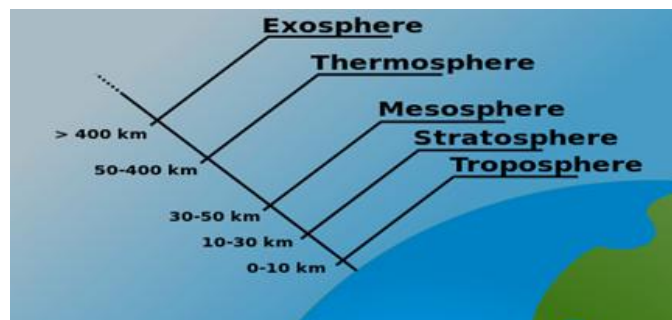 Exosphere
Thermosphere
Mesosphere
Stratosphere
Troposphere
> 400 km
50-400 km
30-50 km
10-30 km
0-10 km